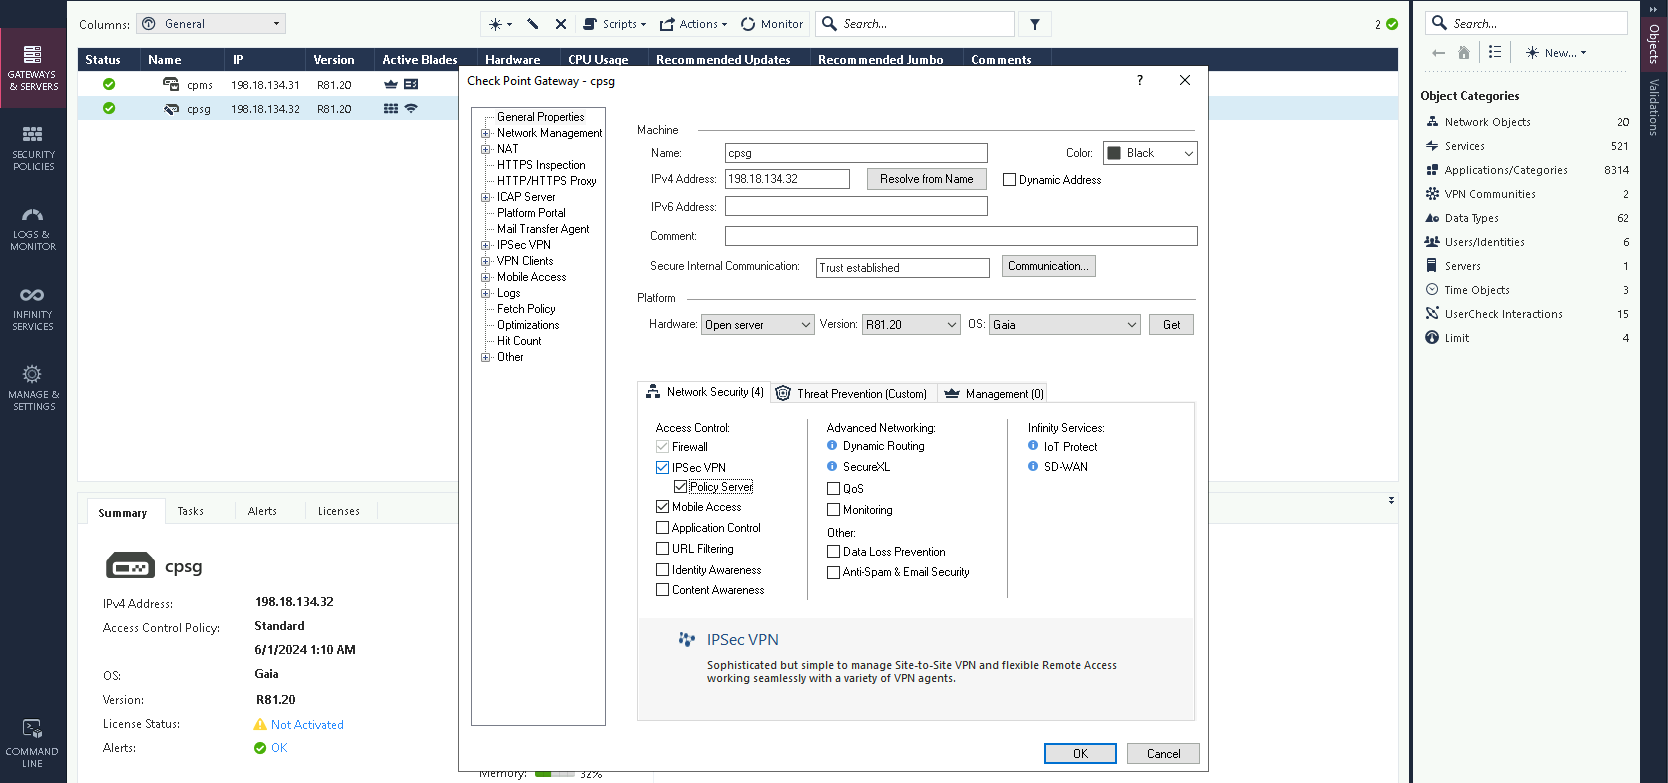 Columns: General
Scripts Actions Monitor Search... 2
Status Name IP Version Active Blades Hardware CPU Usage Recommended Updates Recommended Jumbo Comments
cpms 198.18.134.31 R81.20
cpsg 198.18.134.32 R81.20
GATEWAYS
& SERVERS
SECURITY
POLICIES
LOGS &
MONITOR
INFINITY
SERVICES
MANAGE &
SETTINGS
COMMAND
LINE
Check Point Gateway - cpsg ?
General Properties
Network Management
NAT
HTTPS Inspection
HTTP/HTTPS Proxy
ICAP Server
Platform Portal
Mail Transfer Agent
IPSec VPN
VPN Clients
Mobile Access
Logs
Fetch Policy
Optimizations
Hit Count
Other
Machine
Name: cpsg Color: Black
IPv4 Address: 198.18.134.32 Resolve from Name Dynamic Address
IPv6 Address:
Comment:
Secure Internal Communication: Trust established Communication...
Platform
Hardware: Open server Version: R81.20 OS: Gaia Get
Network Security (4) Threat Prevention (Custom) Management (0)
Access Control:
Firewall
IPSec VPN
Policy Server
Mobile Access
Application Control
URL Filtering
Identity Awareness
Content Awareness
Advanced Networking:
Dynamic Routing
SecureXL
QoS
Monitoring
Other:
Data Loss Prevention
Anti-Spam & Email Security
Infinity Services:
IoT Protect
SD-WAN
IPSec VPN
Sophisticated but simple to manage Site-to-Site VPN and flexible Remote Access
working seamlessly with a variety of VPN agents.
OK Cancel
Summary Tasks Alerts Licenses
cpsg
IPv4 Address: 198.18.134.32
Access Control Policy: Standard
6/1/2024 1:10 AM
OS: Gaia
Version: R81.20
License Status: Not Activated
Alerts: OK
Memory: 32%
Search...
New...
Object Categories
Network Objects 20
Services 521
Applications/Categories 8314
VPN Communities 2
Data Types 62
Users/Identities 6
Servers 1
Time Objects 3
UserCheck Interactions 15
Limit 4
Objects
Validations